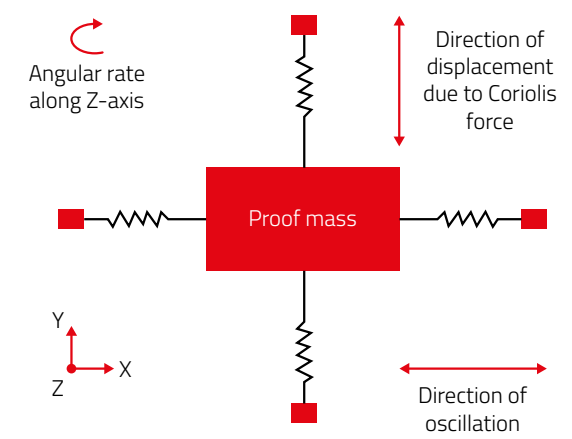 Angular rate
along Z-axis
Direction of
displacement
due to Coriolis
force
Proof mass
Y
X
Z
Direction of
oscillation